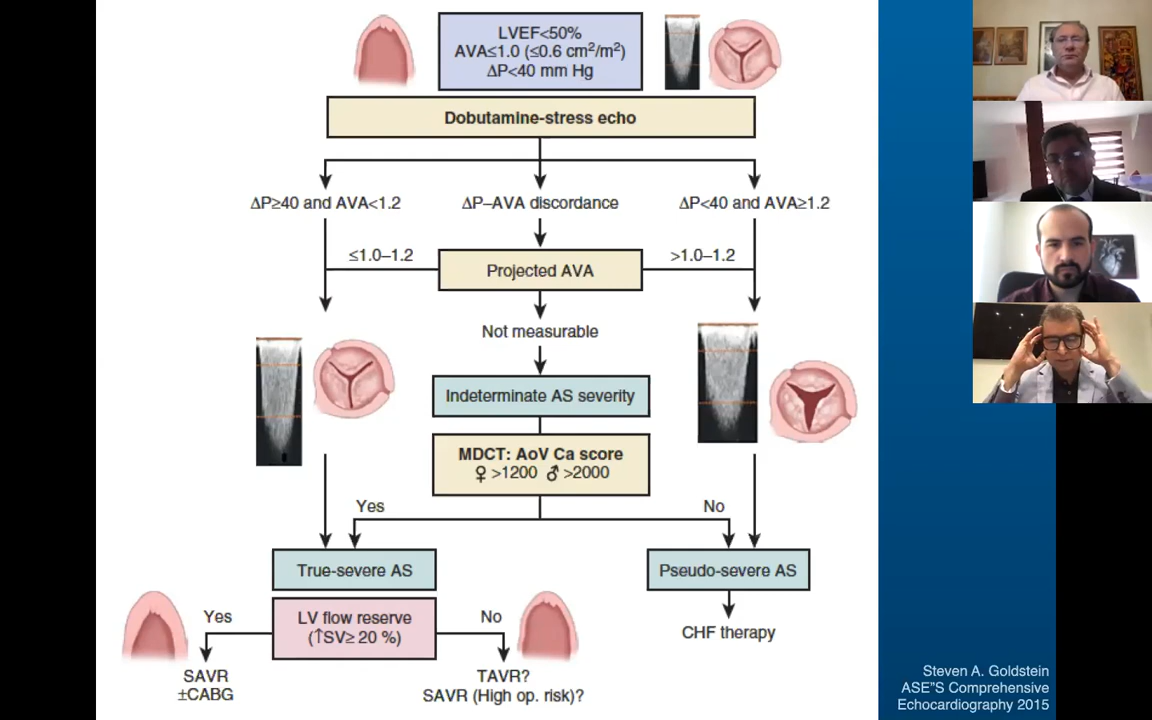 LVEF<50%
AVA≤1.0 (≤0.6 cm²/m²)
ΔP<40 mm Hg
Dobutamine-stress echo
ΔP≥40 and AVA<1.2
ΔP–AVA discordance
ΔP<40 and AVA≥1.2
≤1.0–1.2
Projected AVA
>1.0–1.2
Not measurable
Indeterminate AS severity
MDCT: AoV Ca score
♀ >1200 ♂ >2000
Yes
No
True-severe AS
Pseudo-severe AS
Yes
LV flow reserve
(↑SV≥ 20 %)
No
CHF therapy
SAVR
±CABG
TAVR?
SAVR (High op. risk)?
Steven A. Goldstein
ASE"S Comprehensive
Echocardiography 2015